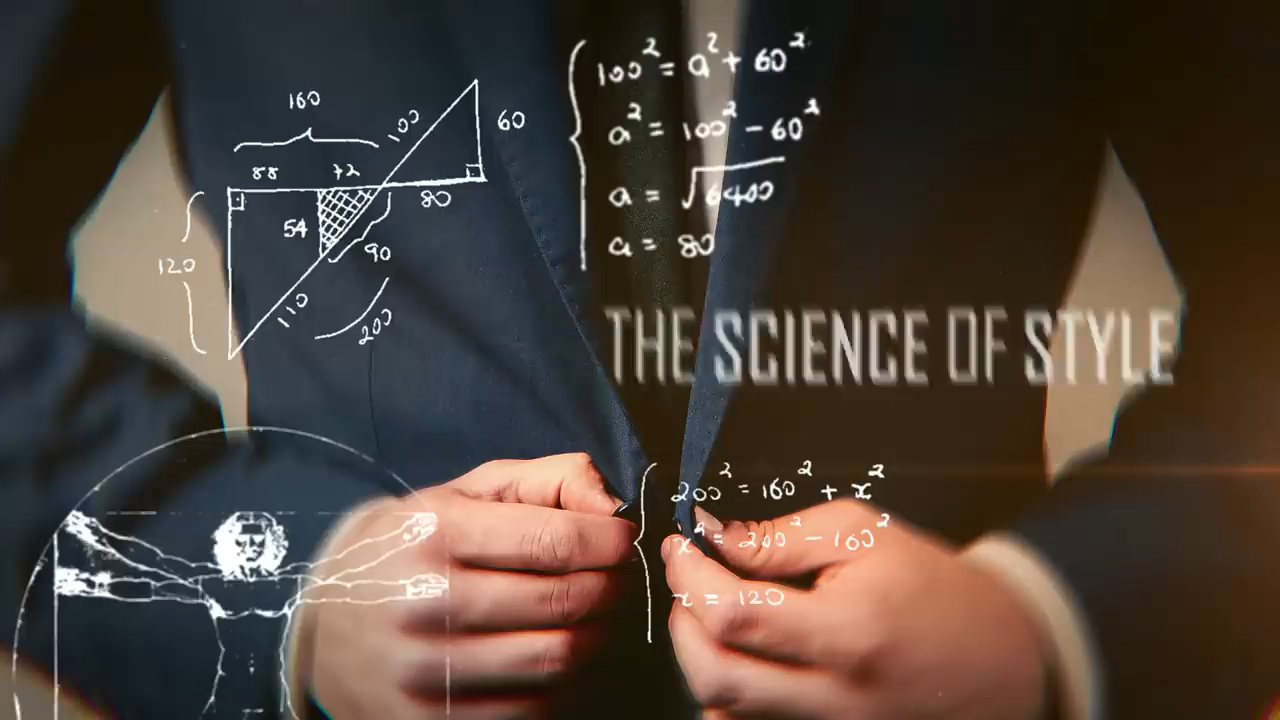 160
100
60
88
72
80
54
90
120
110
200
100² = a² + 60²
a² = 100² - 60²
a = √6400
a = 80
THE SCIENCE OF STYLE
200² = 160² + x²
x² = 200² - 160²
x = 120